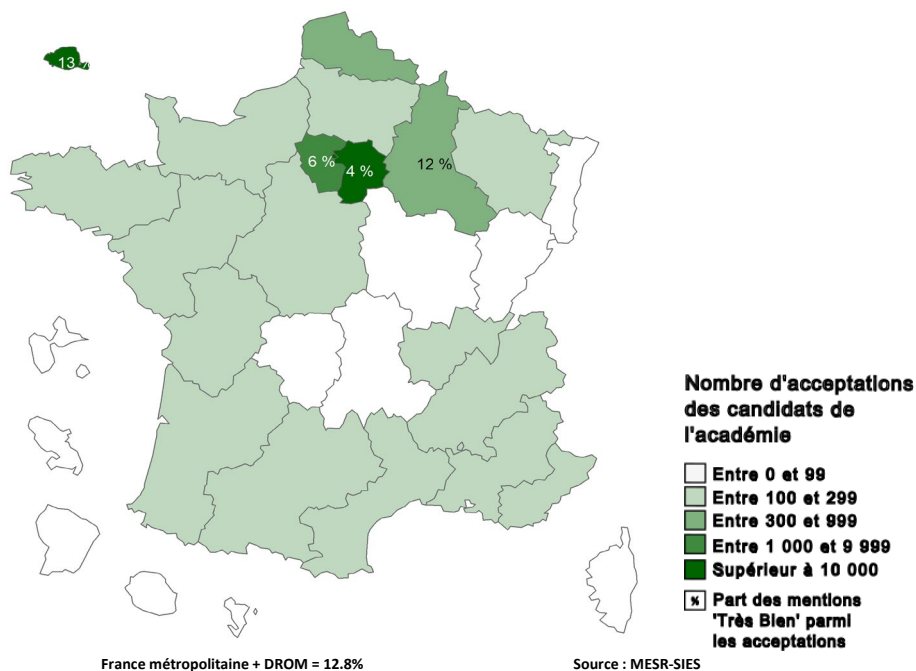 13 %
6 %
4 %
12 %
Nombre d'acceptations
des candidats de
l'académie
Entre 0 et 99
Entre 100 et 299
Entre 300 et 999
Entre 1 000 et 9 999
Supérieur à 10 000
% Part des mentions
'Très Bien' parmi
les acceptations
France métropolitaine + DROM = 12.8%
Source : MESR-SIES